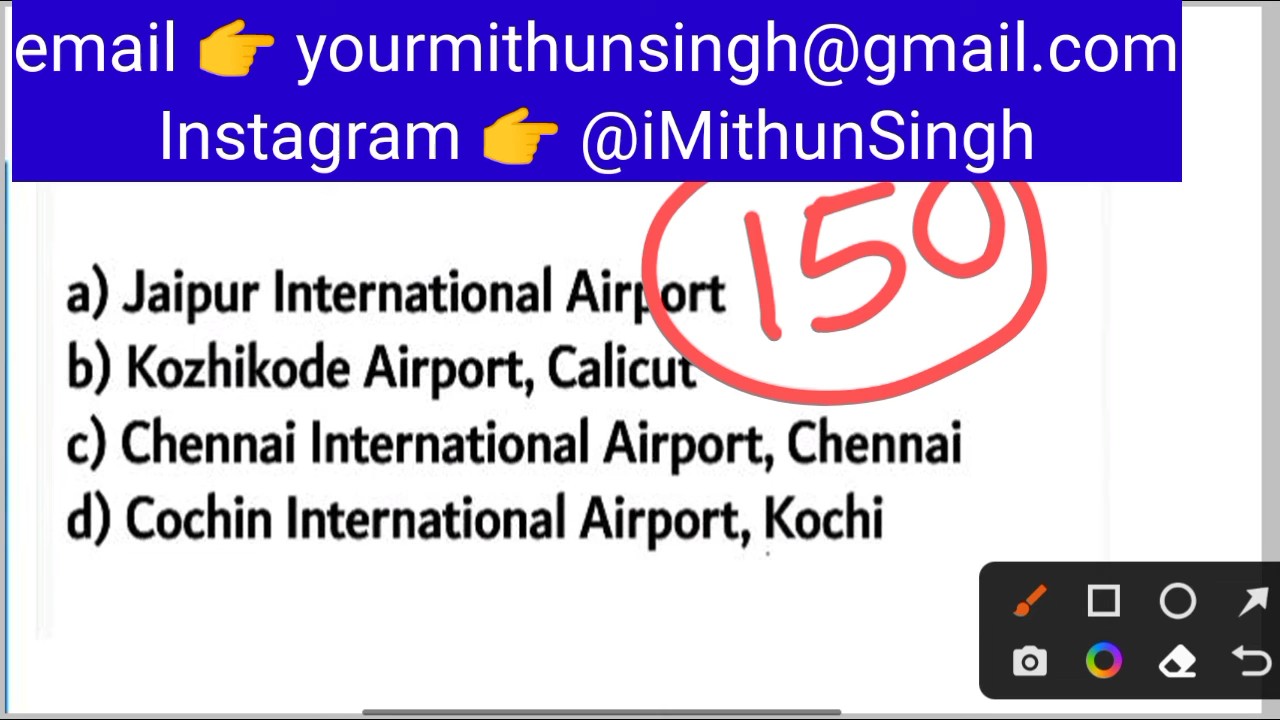 email 👉 yourmithunsingh@gmail.com
Instagram 👉 @iMithunSingh
150
a) Jaipur International Airport
b) Kozhikode Airport, Calicut
c) Chennai International Airport, Chennai
d) Cochin International Airport, Kochi